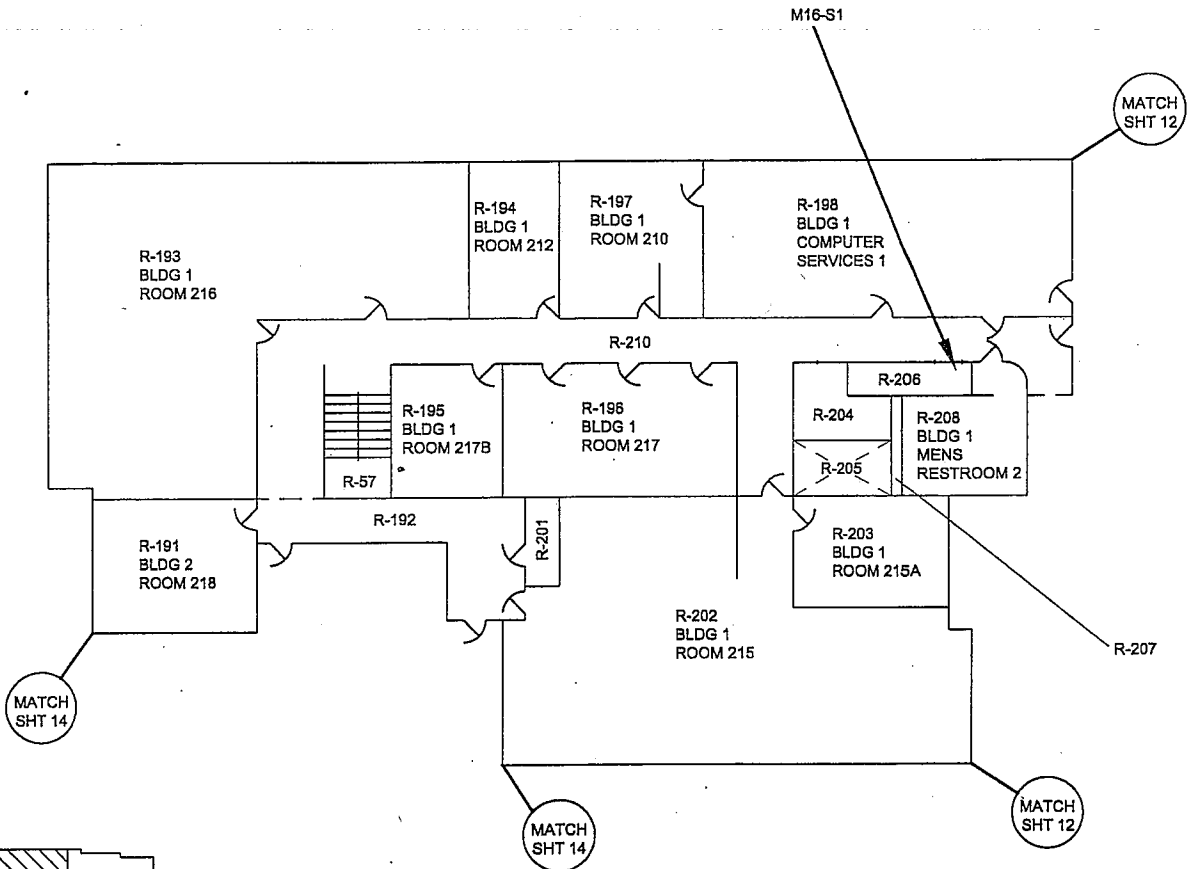 M16-S1
MATCH
SHT 12
R-193
BLDG 1
ROOM 216
R-194
BLDG 1
ROOM 212
R-197
BLDG 1
ROOM 210
R-198
BLDG 1
COMPUTER
SERVICES 1
R-210
R-195
BLDG 1
ROOM 217B
R-196
BLDG 1
ROOM 217
R-206
R-204
R-208
BLDG 1
MENS
RESTROOM 2
R-205
R-57
R-192
R-201
R-191
BLDG 2
ROOM 218
R-203
BLDG 1
ROOM 215A
R-202
BLDG 1
ROOM 215
R-207
MATCH
SHT 14
MATCH
SHT 14
MATCH
SHT 12